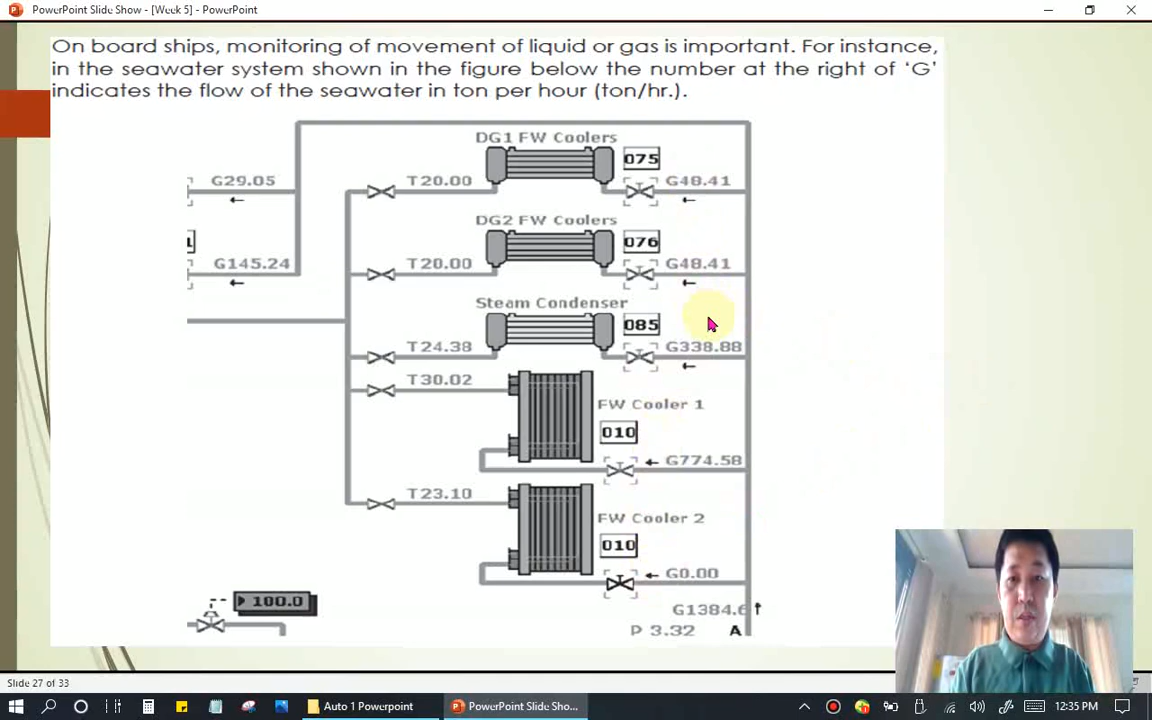 PowerPoint Slide Show - [Week 5] - PowerPoint
On board ships, monitoring of movement of liquid or gas is important. For instance,
in the seawater system shown in the figure below the number at the right of ‘G’
indicates the flow of the seawater in ton per hour (ton/hr.).
DG1 FW Coolers
075
G29.05
T20.00
G48.41
DG2 FW Coolers
076
G145.24
T20.00
G48.41
Steam Condenser
085
T24.38
G338.88
T30.02
FW Cooler 1
010
G774.58
T23.10
FW Cooler 2
010
G0.00
100.0
G1384.6
P 3.32
A
Slide 27 of 33
Auto 1 Powerpoint
PowerPoint Slide Sho...
12:35 PM